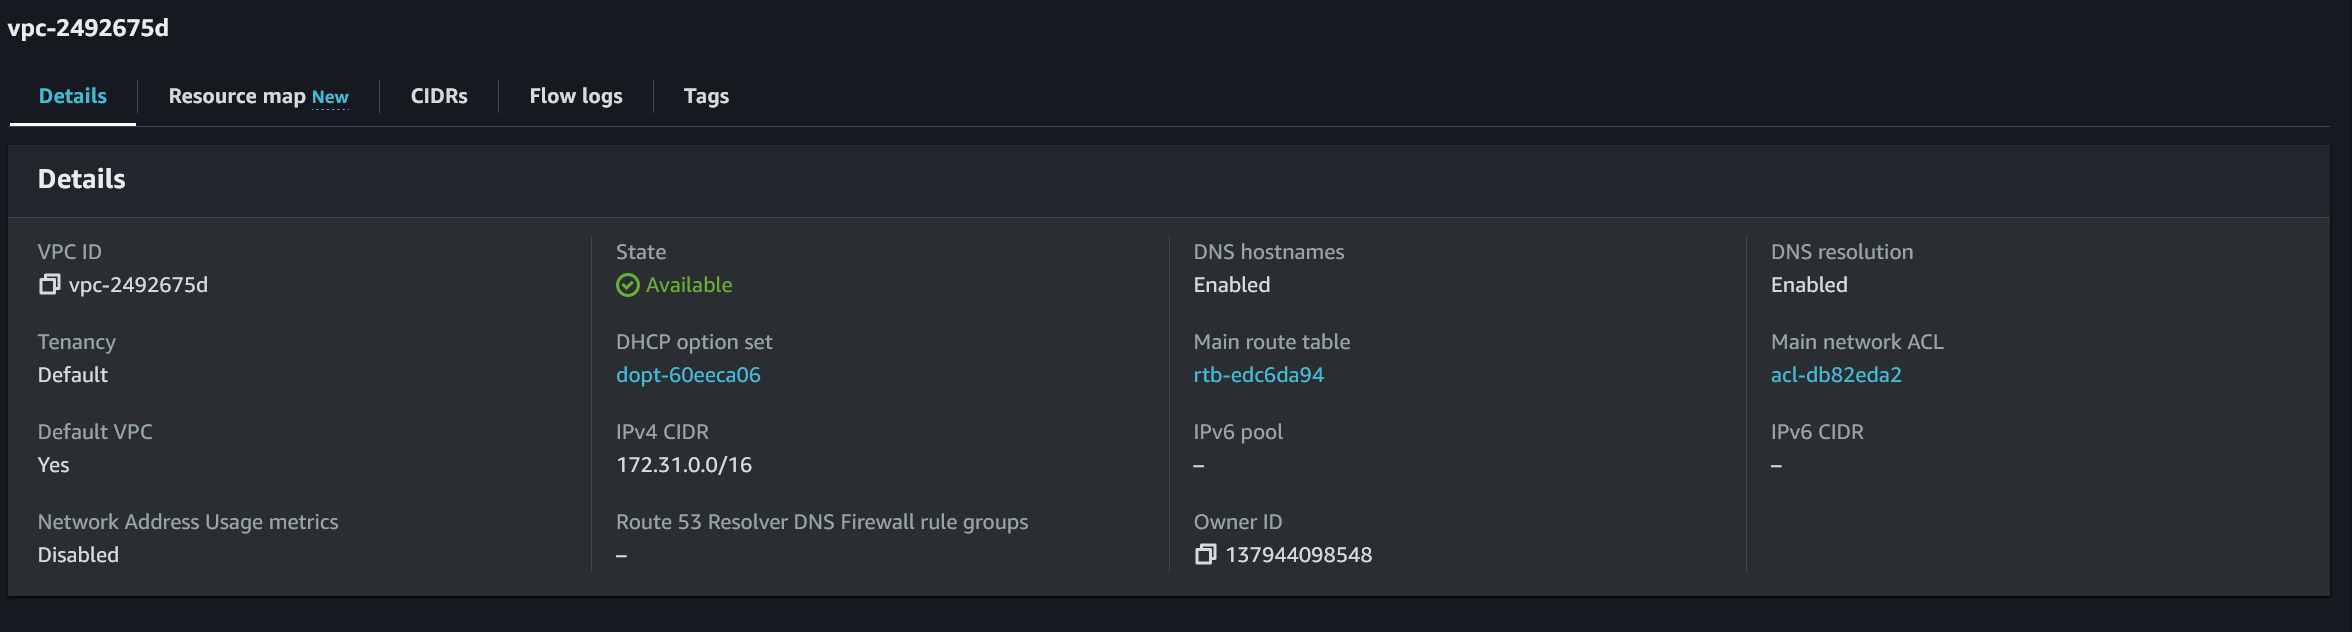 vpc-2492675d
Details
Resource map New
CIDRs
Flow logs
Tags
Details
VPC ID
vpc-2492675d
State
Available
DNS hostnames
Enabled
DNS resolution
Enabled
Tenancy
Default
DHCP option set
dopt-60eeca06
Main route table
rtb-edc6da94
Main network ACL
acl-db82eda2
Default VPC
Yes
IPv4 CIDR
172.31.0.0/16
IPv6 pool
–
IPv6 CIDR
–
Network Address Usage metrics
Disabled
Route 53 Resolver DNS Firewall rule groups
–
Owner ID
137944098548